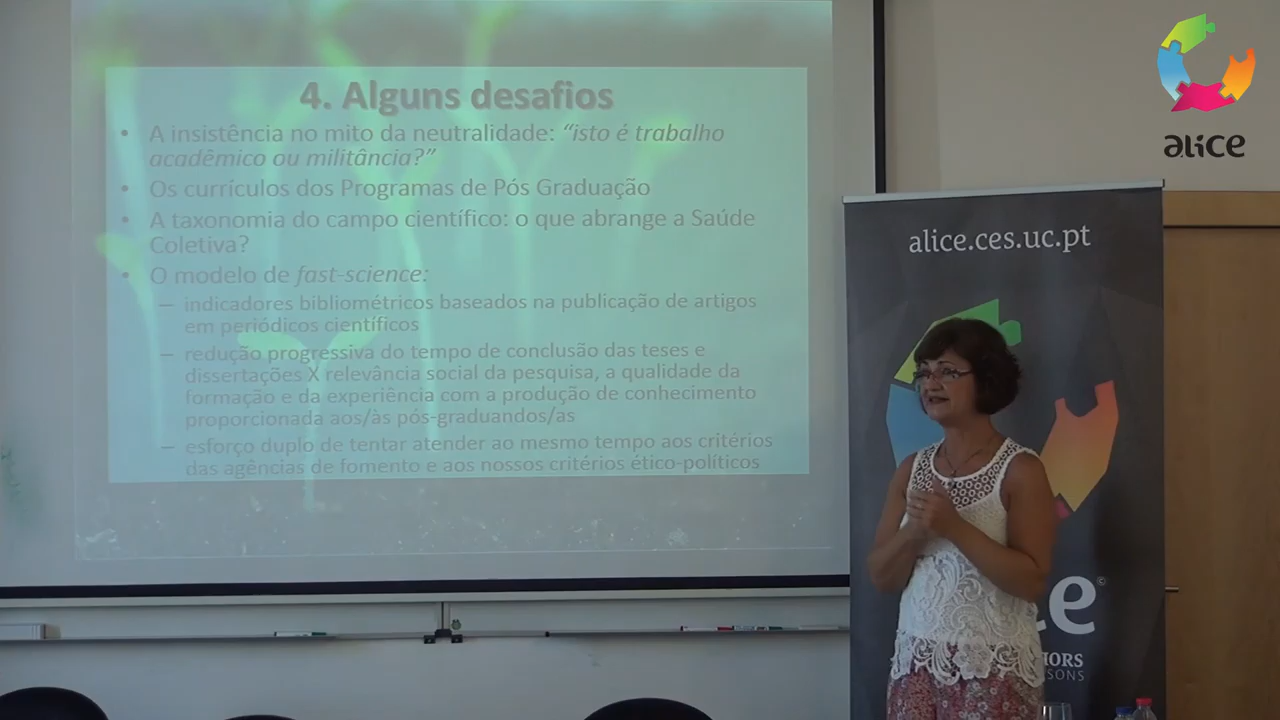 4. Alguns desafios
• A insistência no mito da neutralidade: “isto é trabalho
acadêmico ou militância?”
• Os currículos dos Programas de Pós Graduação
• A taxonomia do campo científico: o que abrange a Saúde
Coletiva?
• O modelo de fast-science:
– indicadores bibliométricos baseados na publicação de artigos
em periódicos científicos
– redução progressiva do tempo de conclusão das teses e
dissertações X relevância social da pesquisa, a qualidade da
formação e da experiência com a produção de conhecimento
proporcionada aos/às pós-graduandos/as
– esforço duplo de tentar atender ao mesmo tempo aos critérios
das agências de fomento e aos nossos critérios ético-políticos
alice
alice.ces.uc.pt
ce©